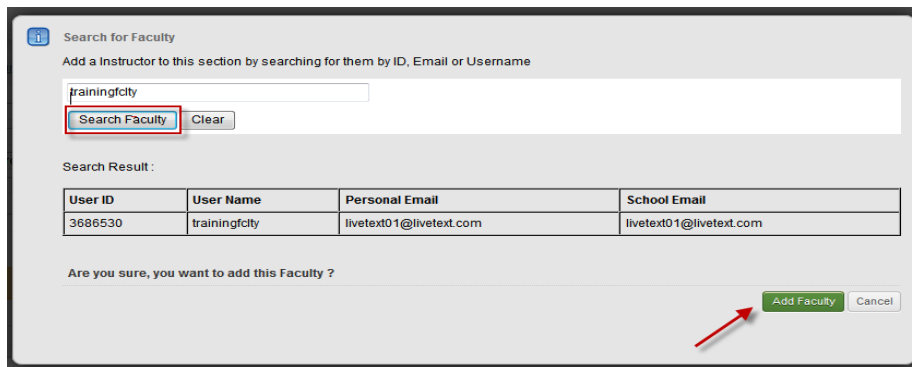 Search for Faculty
Add a Instructor to this section by searching for them by ID, Email or Username
trainingfclty
Search Faculty Clear
Search Result :
User ID User Name Personal Email School Email
3686530 trainingfclty livetext01@livetext.com livetext01@livetext.com
Are you sure, you want to add this Faculty ?
Add Faculty Cancel